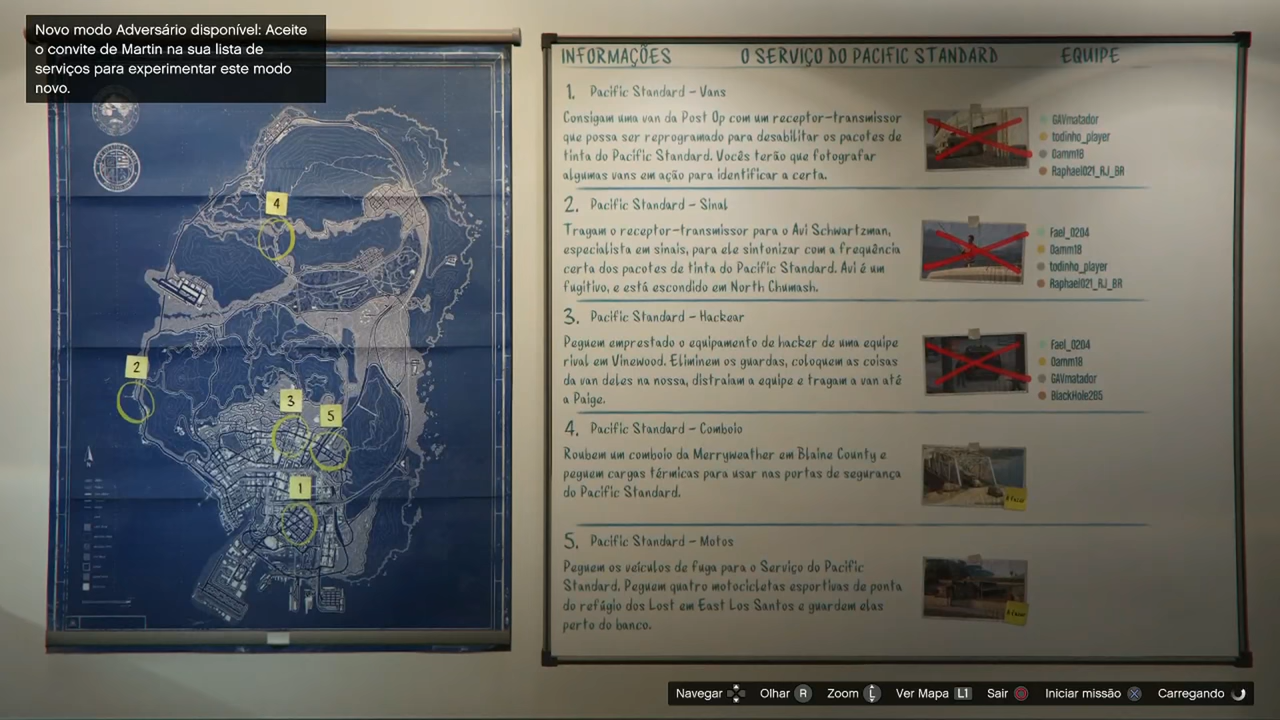 Novo modo Adversário disponível: Aceite
o convite de Martin na sua lista de
serviços para experimentar este modo
novo.
INFORMAÇÕES O SERVIÇO DO PACIFIC STANDARD EQUIPE
1. Pacific Standard - Vans
Consigam uma van da Post Op com um receptor-transmissor
que possa ser reprogramado para desabilitar os pacotes de
tinta do Pacific Standard. Vocês terão que fotografar
algumas vans em ação para identificar a certa.
GAVmatador
todinho_player
0amm18
Raphael021_RJ_BR
2. Pacific Standard - Sinal
Tragam o receptor-transmissor para o Avi Schwartzman,
especialista em sinais, para ele sintonizar com a frequência
certa dos pacotes de tinta do Pacific Standard. Avi é um
fugitivo, e está escondido em North Chumash.
Fael_0204
0amm18
todinho_player
Raphael021_RJ_BR
3. Pacific Standard - Hackear
Peguem emprestado o equipamento de hacker de uma equipe
rival em Vinewood. Eliminem os guardas, coloquem as coisas
da van deles na nossa, distraiam a equipe e tragam a van até
a Paige.
Fael_0204
0amm18
GAVmatador
BlackHole285
4. Pacific Standard - Comboio
Roubem um comboio da Merryweather em Blaine County e
peguem cargas térmicas para usar nas portas de segurança
do Pacific Standard.
A fazer
5. Pacific Standard - Motos
Peguem os veículos de fuga para o Serviço do Pacific
Standard. Peguem quatro motocicletas esportivas de ponta
do refúgio dos Lost em East Los Santos e guardem elas
perto do banco.
A fazer
4
2
3
5
1
N
Navegar Olhar R Zoom L Ver Mapa L1 Sair Iniciar missão Carregando